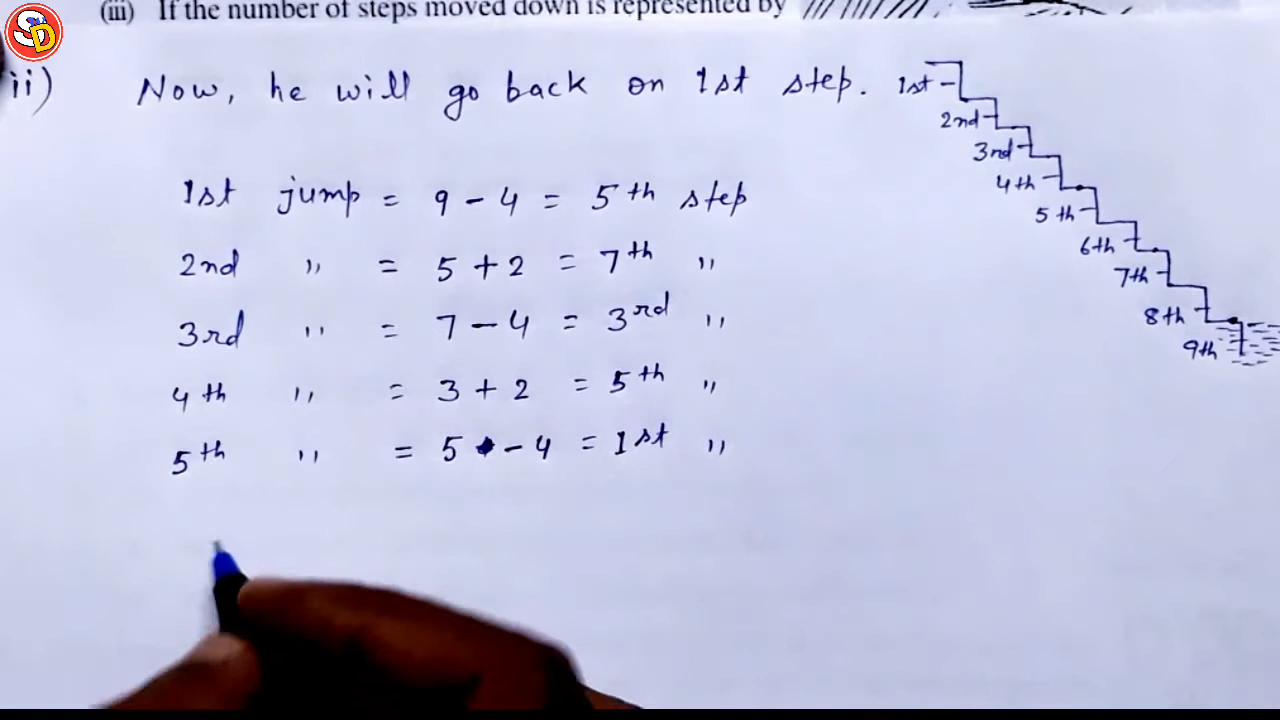 (iii) If the number of steps moved down is represented by
SD
ii) Now, he will go back on 1st step.
1st jump = 9 - 4 = 5th step
2nd " = 5 + 2 = 7th "
3rd " = 7 - 4 = 3rd "
4th " = 3 + 2 = 5th "
5th " = 5 - 4 = 1st "
1st
2nd
3rd
4th
5th
6th
7th
8th
9th